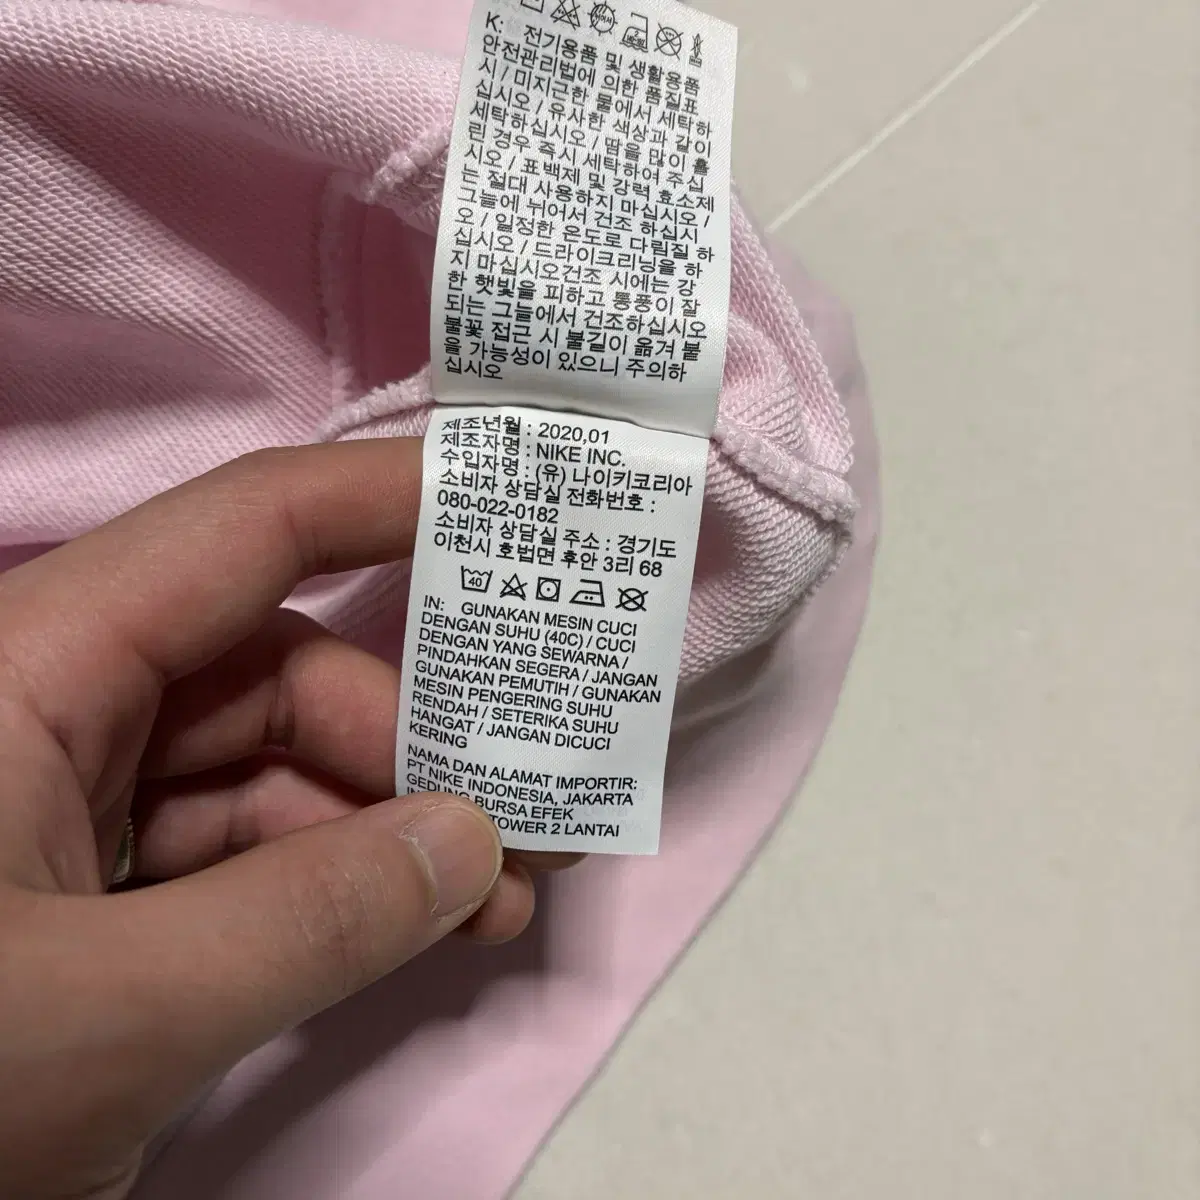 K: 전기용품 및 생활용품
안전관리법에 의한 품질표
시 / 미지근한 물에서 세탁하
십시오 / 유사한 색상과 같이
세탁하십시오 / 땀을 많이 흘
린 경우 즉시 세탁하여 주십
시오 / 표백제 및 강력 효소제
는 절대 사용하지 마십시오 /
그늘에 뉘어서 건조 하십시
오 / 일정한 온도로 다림질 하
십시오 / 드라이크리닝을 하
지 마십시오건조 시에는 강
한 햇빛을 피하고 통풍이 잘
되는 그늘에서 건조하십시오
불꽃 접근 시 불길이 옮겨 붙
을 가능성이 있으니 주의하
십시오
제조년월 : 2020,01
제조자명 : NIKE INC.
수입자명 : (유) 나이키코리아
소비자 상담실 전화번호 :
080-022-0182
소비자 상담실 주소 : 경기도
이천시 호법면 후안 3리 68
40
IN: GUNAKAN MESIN CUCI
DENGAN SUHU (40C) / CUCI
DENGAN YANG SEWARNA /
PINDAHKAN SEGERA / JANGAN
GUNAKAN PEMUTIH / GUNAKAN
MESIN PENGERING SUHU
RENDAH / SETERIKA SUHU
HANGAT / JANGAN DICUCI
KERING
NAMA DAN ALAMAT IMPORTIR:
PT NIKE INDONESIA, JAKARTA
GEDUNG BURSA EFEK
TOWER 2 LANTAI